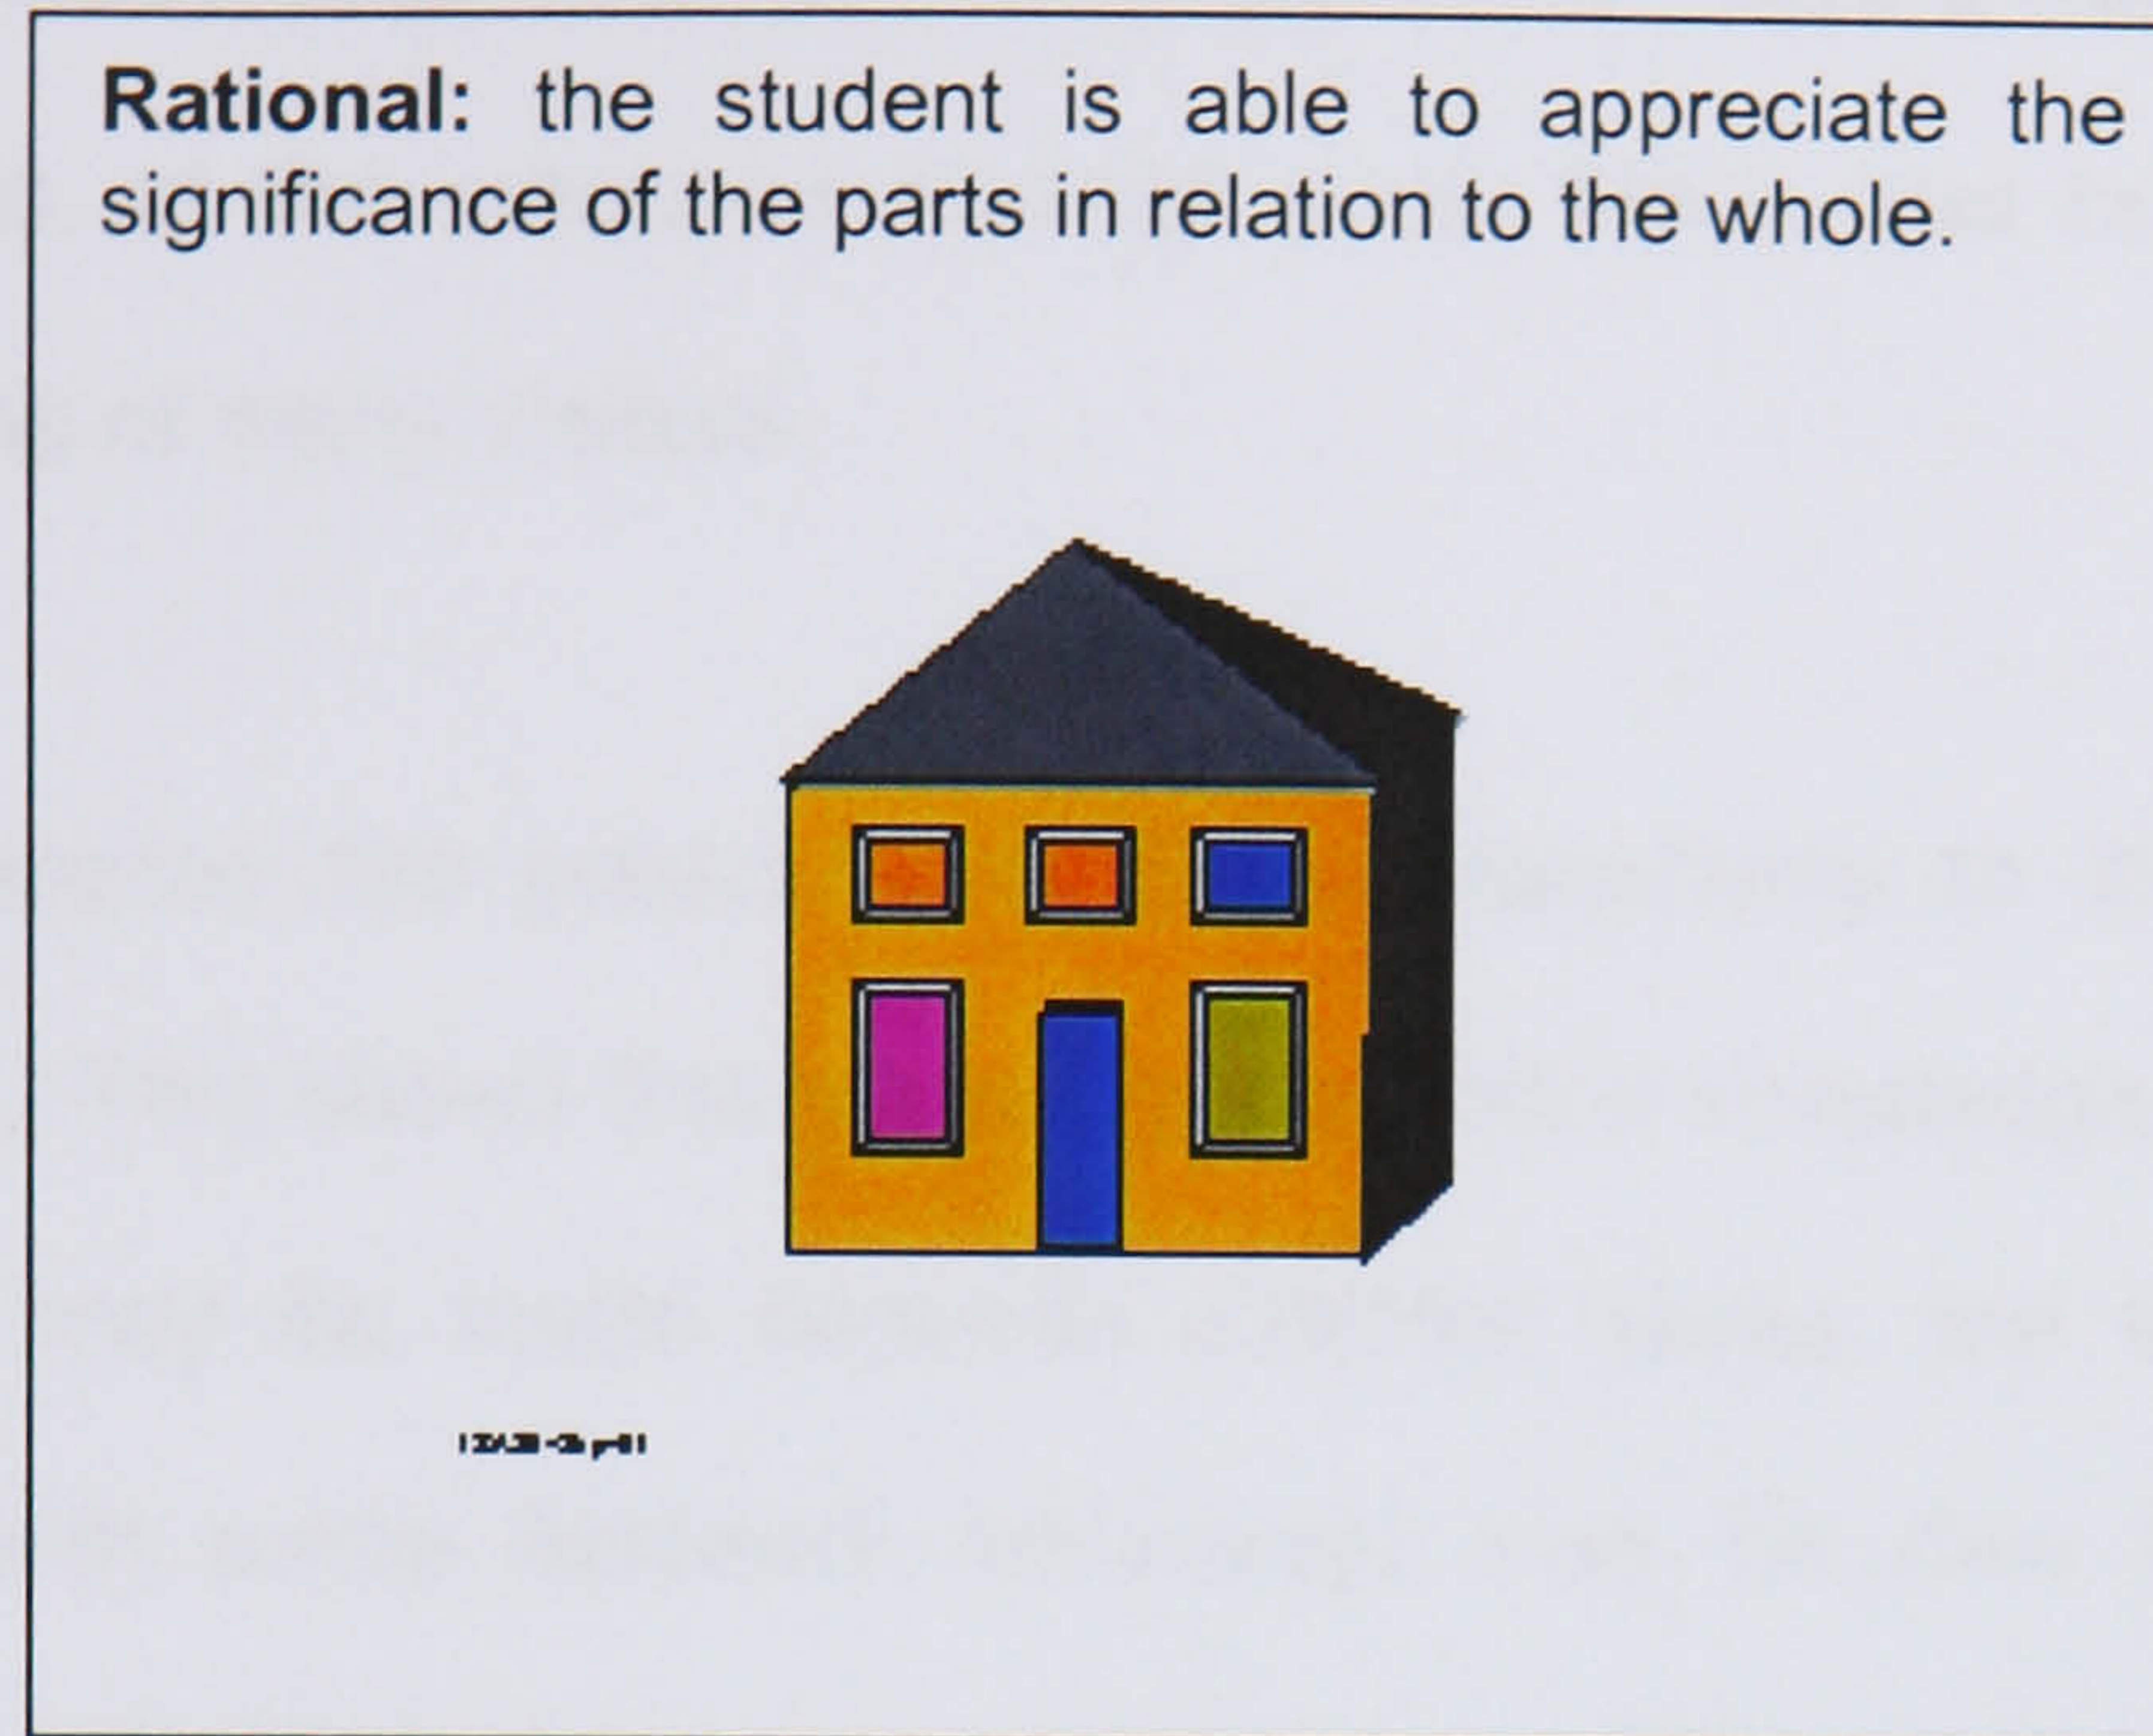 Rational: the student is able to appreciate the
significance of the parts in relation to the whole.